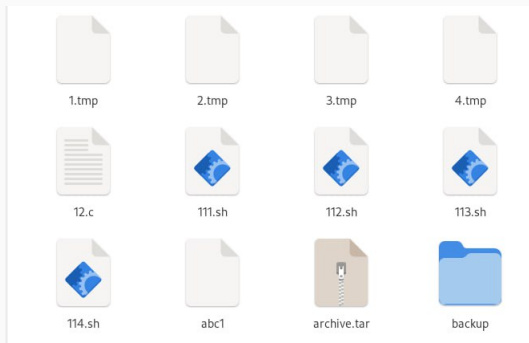 1.tmp 2.tmp 3.tmp 4.tmp
12.c 111.sh 112.sh 113.sh
114.sh abc1 archive.tar backup